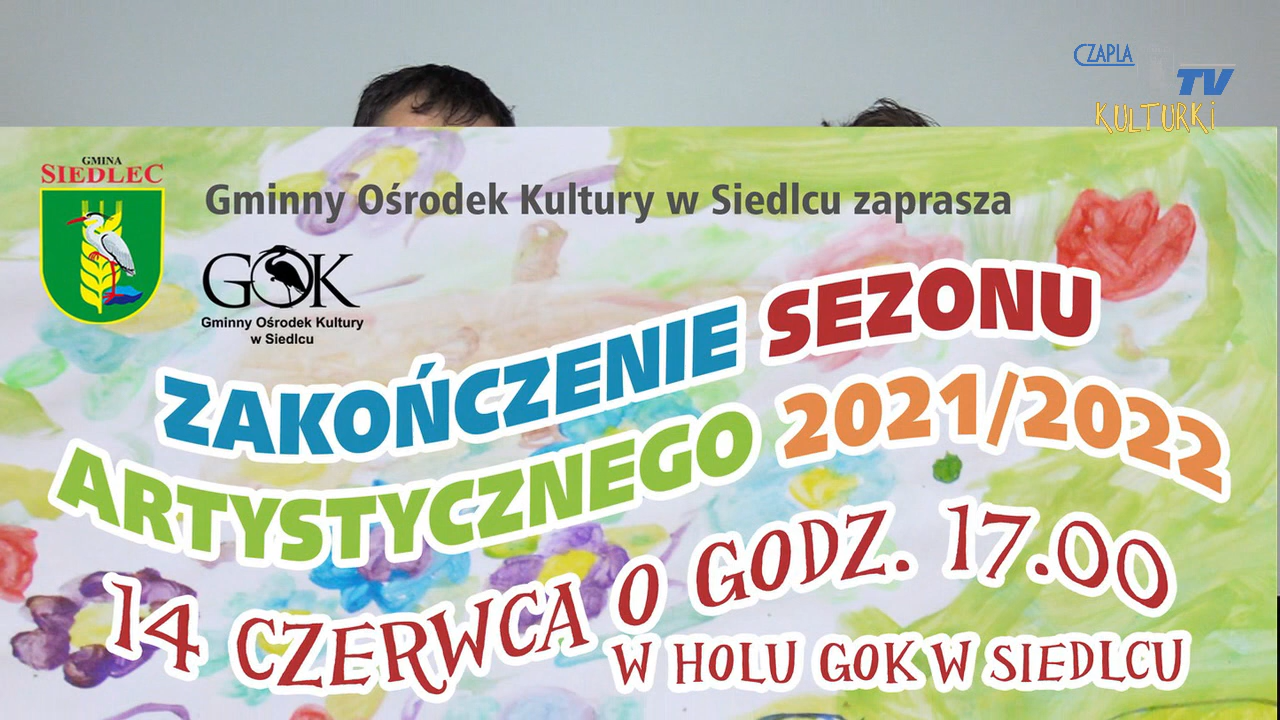 CZAPLA
TV
KULTURKI
GMINA
SIEDLEC
Gminny Ośrodek Kultury w Siedlcu zaprasza
GOK
Gminny Ośrodek Kultury
w Siedlcu
ZAKOŃCZENIE SEZONU
ARTYSTYCZNEGO 2021/2022
14 CZERWCA O GODZ. 17.00
W HOLU GOK W SIEDLCU